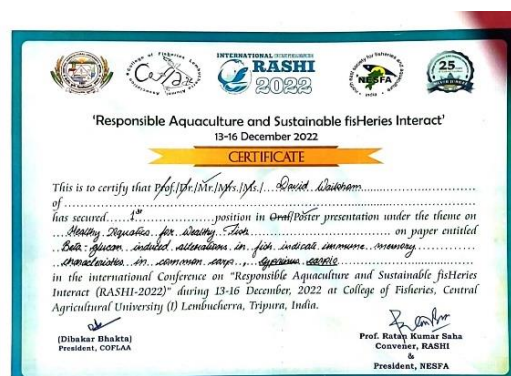 INTERNATIONAL
RASHI
2022
NESFA
25
'Responsible Aquaculture and Sustainable fisHeries Interact'
13-16 December 2022
CERTIFICATE
This is to certify that Prof./Dr./Mr./Mrs./Ms./ David Waikhom
of
has secured 1st position in Oral/Poster presentation under the theme on
Healthy Aquatics for Wealthy Fish on paper entitled
Beta-glucan induced alterations in fish indicate immune memory
characteristics in common carp, Cyprinus carpio
in the international Conference on "Responsible Aquaculture and Sustainable fisHeries
Interact (RASHI-2022)" during 13-16 December, 2022 at College of Fisheries, Central
Agricultural University (I) Lembucherra, Tripura, India.
(Dibakar Bhakta)
President, COFLAA
Prof. Ratan Kumar Saha
Convener, RASHI
&
President, NESFA